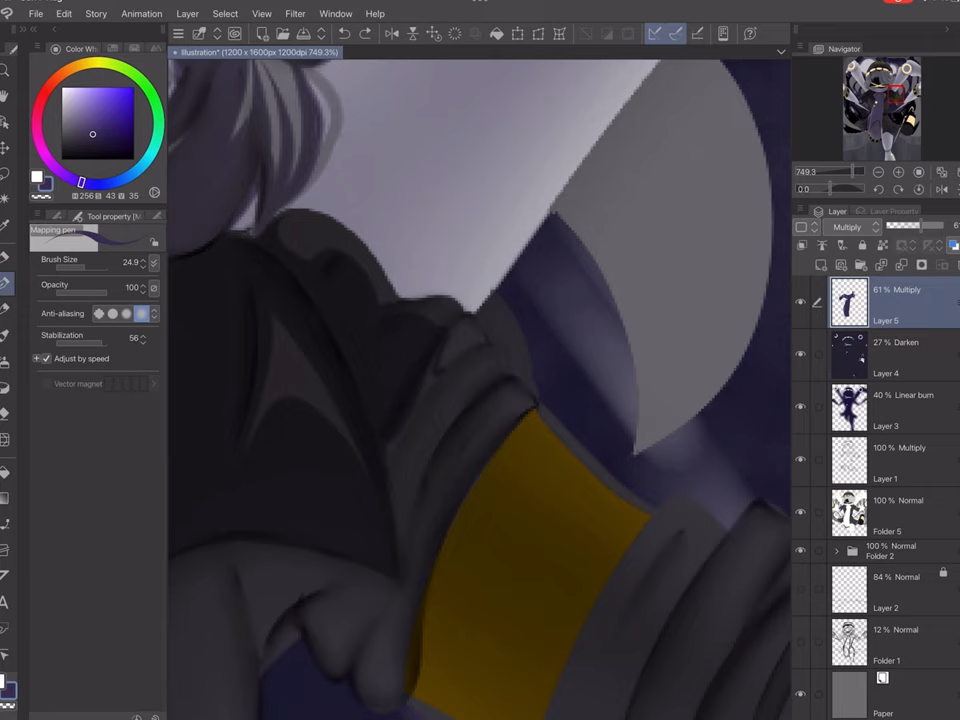 File Edit Story Animation Layer Select View Filter Window Help
Illustration* (1200 x 1600px 1200dpi 749.3%)
Color Wh
256 43 35
Tool property [M
Mapping pen
Brush Size 24.9
Opacity 100
Anti-aliasing
Stabilization 56
Adjust by speed
Vector magnet
Navigator
749.3
0.0
Layer Layer Property
Multiply 61
61 % Multiply
Layer 5
27 % Darken
Layer 4
40 % Linear burn
Layer 3
100 % Multiply
Layer 1
100 % Normal
Folder 5
100 % Normal
Folder 2
84 % Normal
Layer 2
12 % Normal
Folder 1
Paper